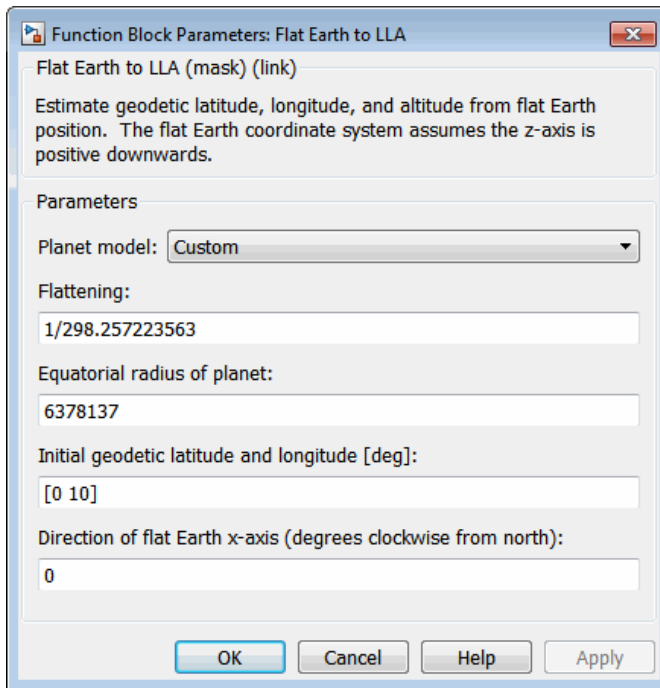 Function Block Parameters: Flat Earth to LLA
Flat Earth to LLA (mask) (link)
Estimate geodetic latitude, longitude, and altitude from flat Earth
position. The flat Earth coordinate system assumes the z-axis is
positive downwards.
Parameters
Planet model: Custom
Flattening:
1/298.257223563
Equatorial radius of planet:
6378137
Initial geodetic latitude and longitude [deg]:
[0 10]
Direction of flat Earth x-axis (degrees clockwise from north):
0
OK Cancel Help Apply